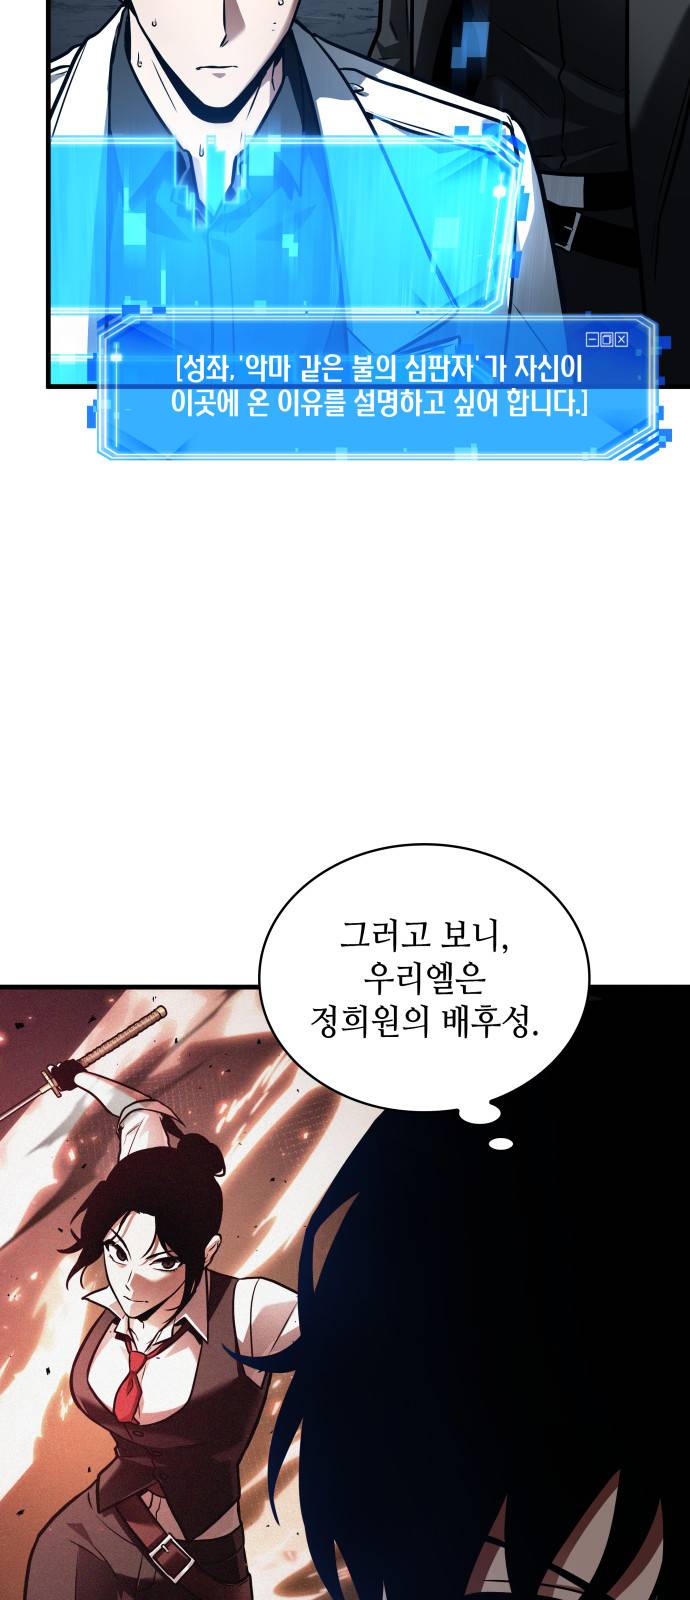 [성좌, '악마 같은 불의 심판자' 가 자신이
이곳에 온 이유를 설명하고 싶어 합니다.]
그러고 보니,
우리엘은
정희원의 배후성.